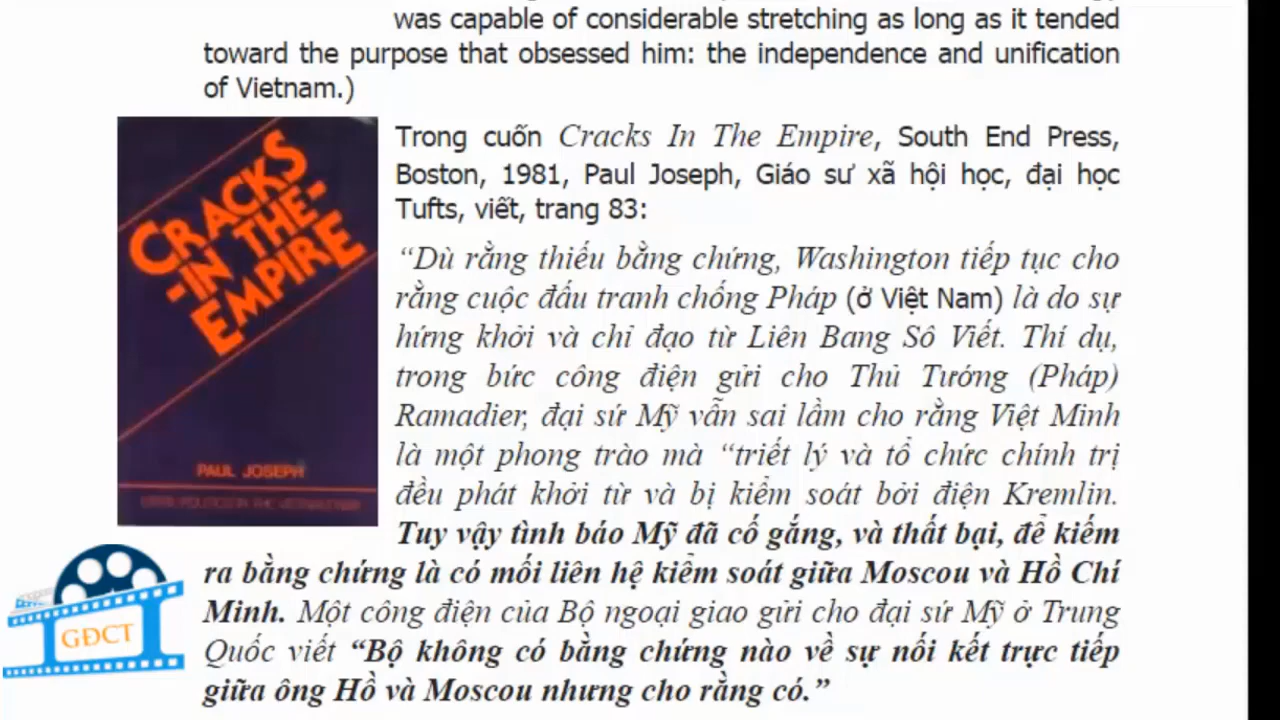 was capable of considerable stretching as long as it tended
toward the purpose that obsessed him: the independence and unification
of Vietnam.)
CRACKS
-IN THE-
EMPIRE
PAUL JOSEPH
Trong cuốn Cracks In The Empire, South End Press,
Boston, 1981, Paul Joseph, Giáo sư xã hội học, đại học
Tufts, viết, trang 83:
“Dù rằng thiếu bằng chứng, Washington tiếp tục cho
rằng cuộc đấu tranh chống Pháp (ở Việt Nam) là do sự
hứng khởi và chỉ đạo từ Liên Bang Sô Viết. Thí dụ,
trong bức công điện gửi cho Thủ Tướng (Pháp)
Ramadier, đại sứ Mỹ vẫn sai lầm cho rằng Việt Minh
là một phong trào mà “triết lý và tổ chức chính trị
đều phát khởi từ và bị kiểm soát bởi điện Kremlin.
Tuy vậy tình báo Mỹ đã cố gắng, và thất bại, để kiếm
ra bằng chứng là có mối liên hệ kiểm soát giữa Moscou và Hồ Chí
Minh. Một công điện của Bộ ngoại giao gửi cho đại sứ Mỹ ở Trung
Quốc viết “Bộ không có bằng chứng nào về sự nối kết trực tiếp
giữa ông Hồ và Moscou nhưng cho rằng có.”
GĐCT